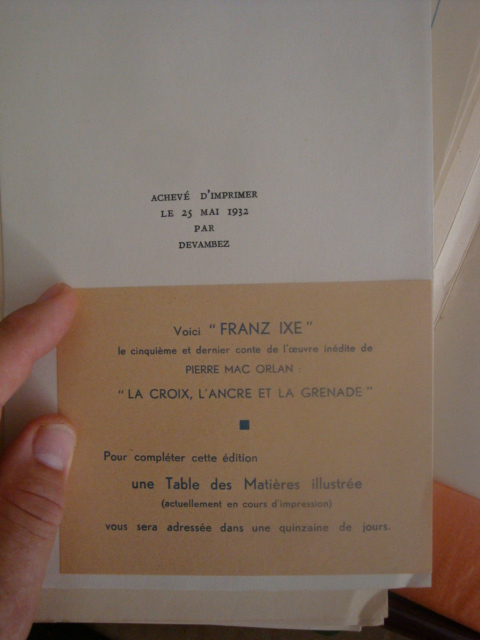 ACHEVÉ D'IMPRIMER
LE 25 MAI 1932
PAR
DEVAMBEZ
Voici "FRANZ IXE"
le cinquième et dernier conte de l'œuvre inédite de
PIERRE MAC ORLAN :
"LA CROIX, L'ANCRE ET LA GRENADE"
Pour compléter cette édition
une Table des Matières illustrée
(actuellement en cours d'impression)
vous sera adressée dans une quinzaine de jours.